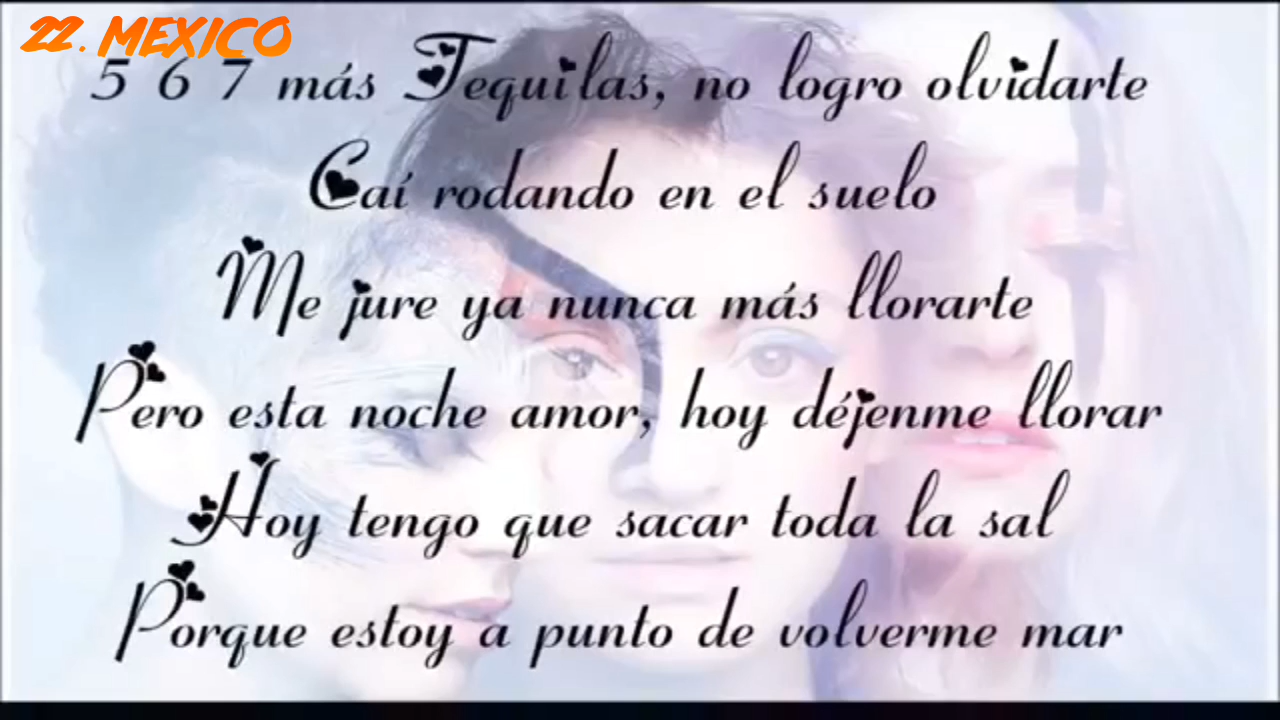 22. MEXICO
5 6 7 más Tequilas, no logro olvidarte
Caí rodando en el suelo
Me jure ya nunca más llorarte
Pero esta noche amor, hoy déjenme llorar
Hoy tengo que sacar toda la sal
Porque estoy a punto de volverme mar